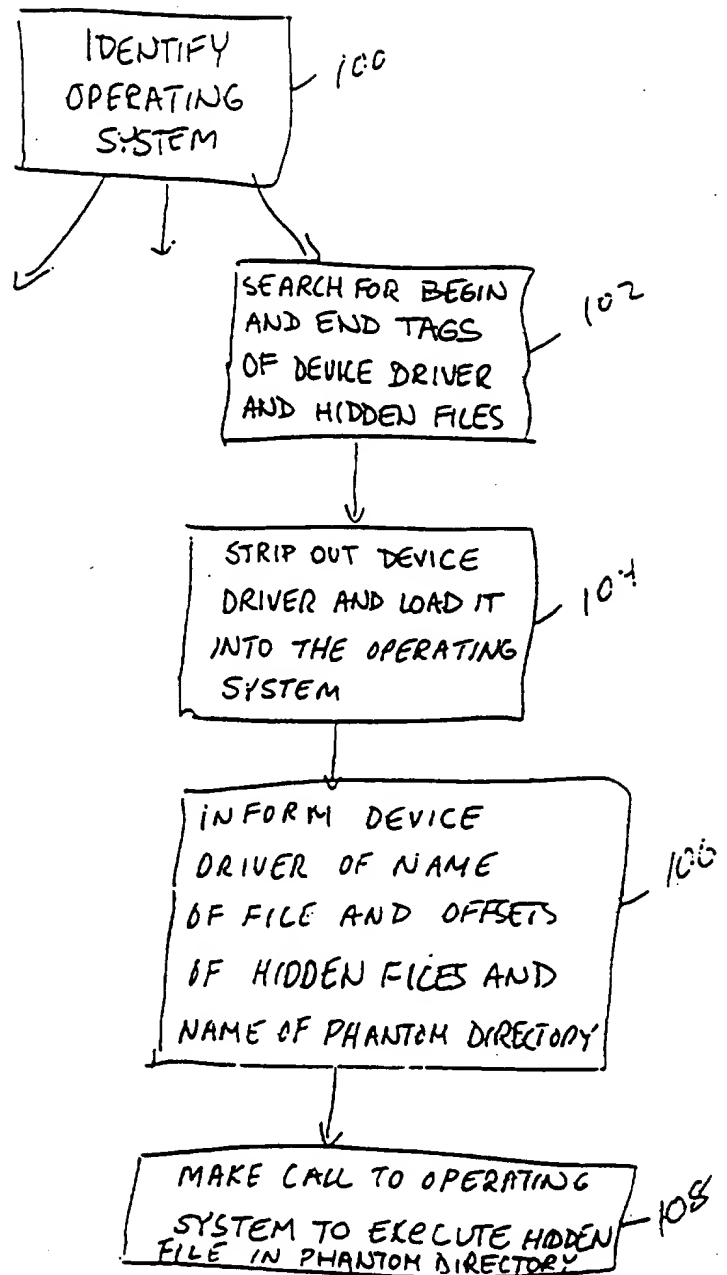 IDENTIFY
OPERATING
SYSTEM
100
SEARCH FOR BEGIN
AND END TAGS
OF DEVICE DRIVER
AND HIDDEN FILES
102
STRIP OUT DEVICE
DRIVER AND LOAD IT
INTO THE OPERATING
SYSTEM
104
INFORM DEVICE
DRIVER OF NAME
OF FILE AND OFFSETS
OF HIDDEN FILES AND
NAME OF PHANTOM DIRECTORY
106
MAKE CALL TO OPERATING
SYSTEM TO EXECUTE HIDDEN
FILE IN PHANTOM DIRECTORY
108